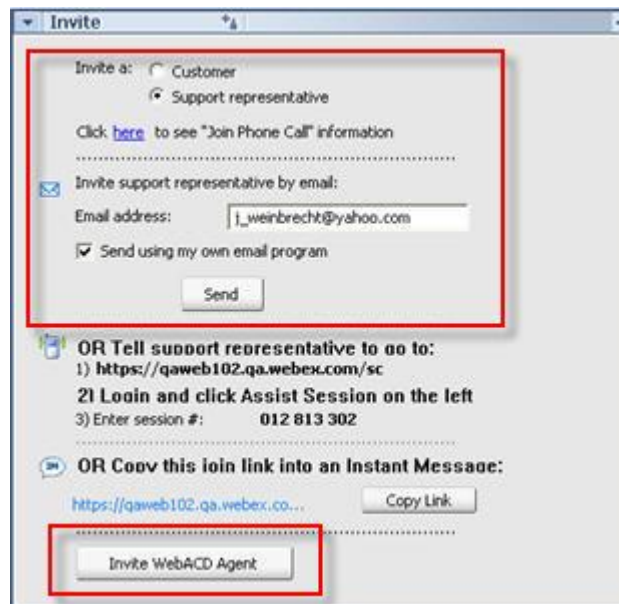 Invite
Invite a: Customer
Support representative
Click here to see "Join Phone Call" information
Invite support representative by email:
Email address: j_weinbrecht@yahoo.com
Send using my own email program
Send
OR Tell support representative to go to:
1) https://qaweb102.qa.webex.com/sc
2) Login and click Assist Session on the left
3) Enter session #: 012 813 302
OR Copy this join link into an Instant Message:
https://qaweb102.qa.webex.co... Copy Link
Invite WebACD Agent